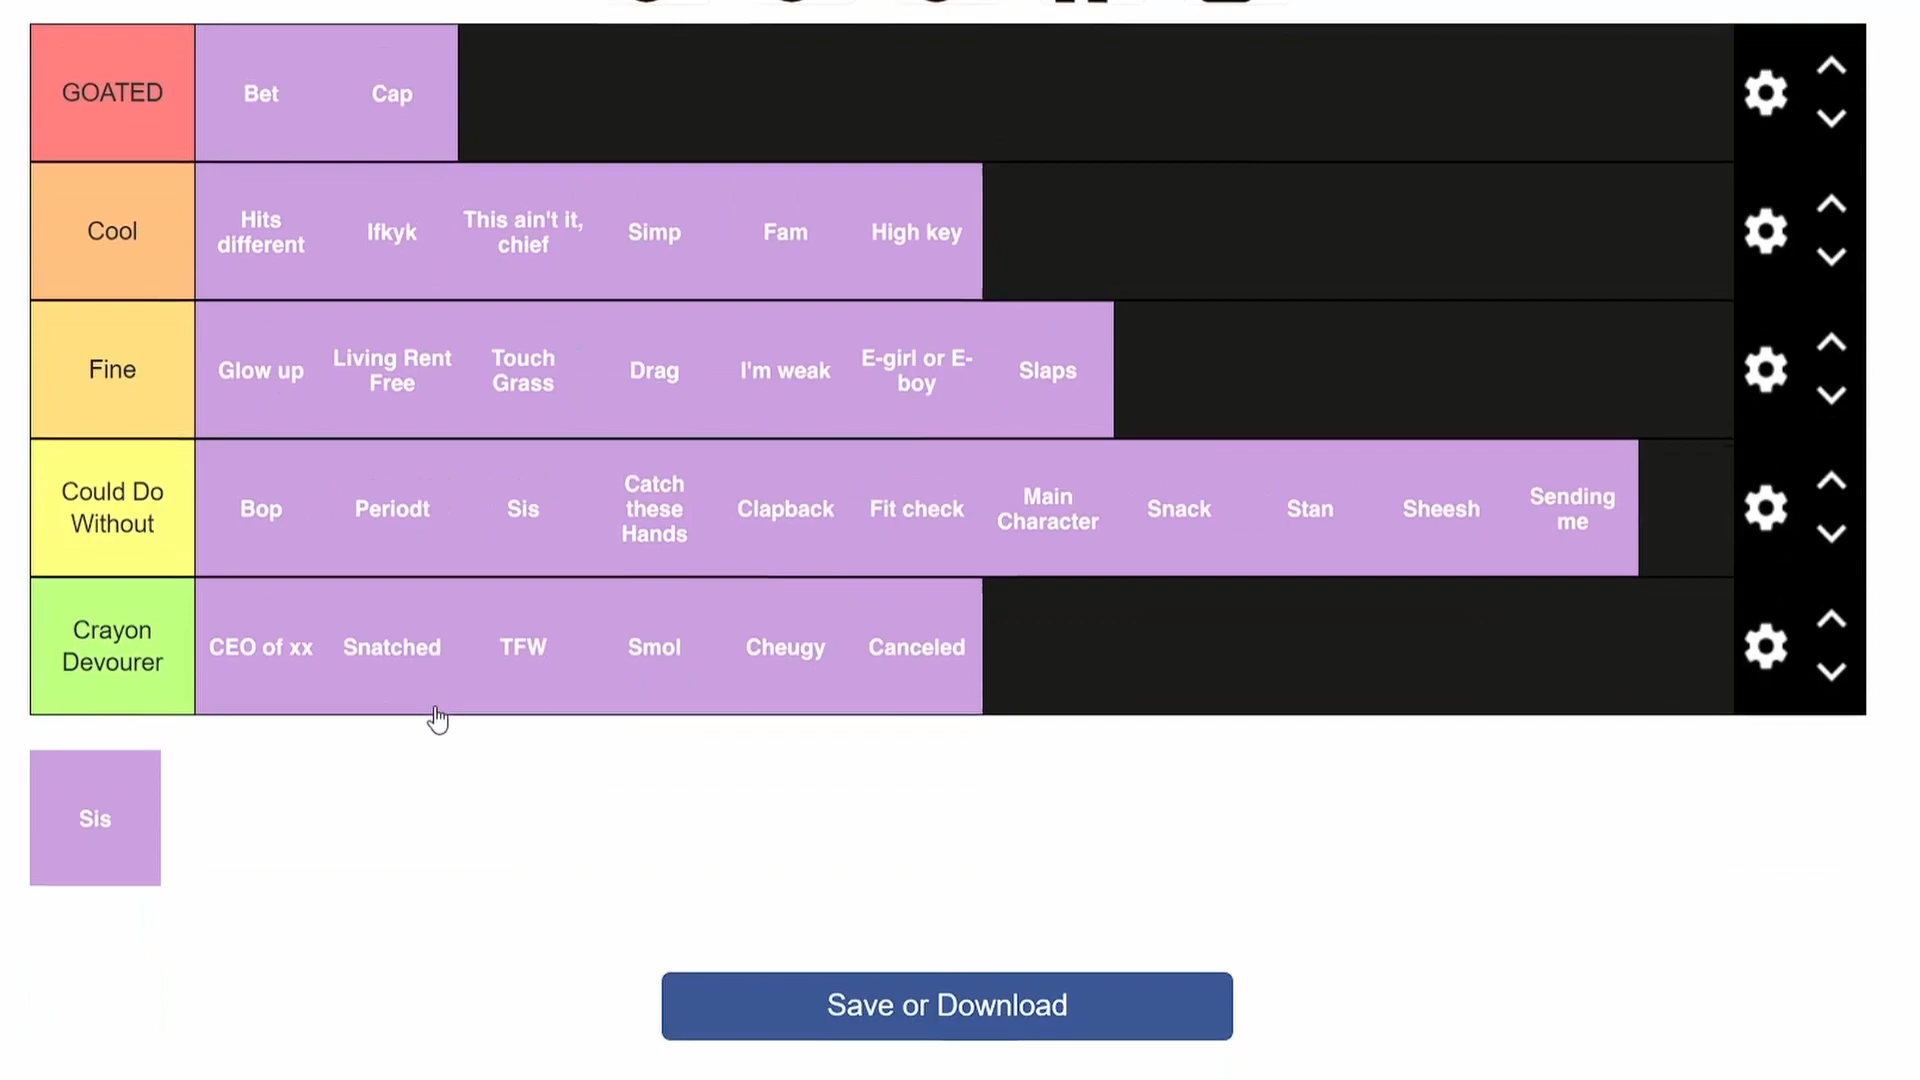 GOATED
Bet
Cap
Cool
Hits
different
Ifkyk
This ain't it,
chief
Simp
Fam
High key
Fine
Glow up
Living Rent
Free
Touch
Grass
Drag
I'm weak
E-girl or E-
boy
Slaps
Could Do
Without
Bop
Periodt
Sis
Catch
these
Hands
Clapback
Fit check
Main
Character
Snack
Stan
Sheesh
Sending
me
Crayon
Devourer
CEO of xx
Snatched
TFW
Smol
Cheugy
Canceled
Sis
Save or Download